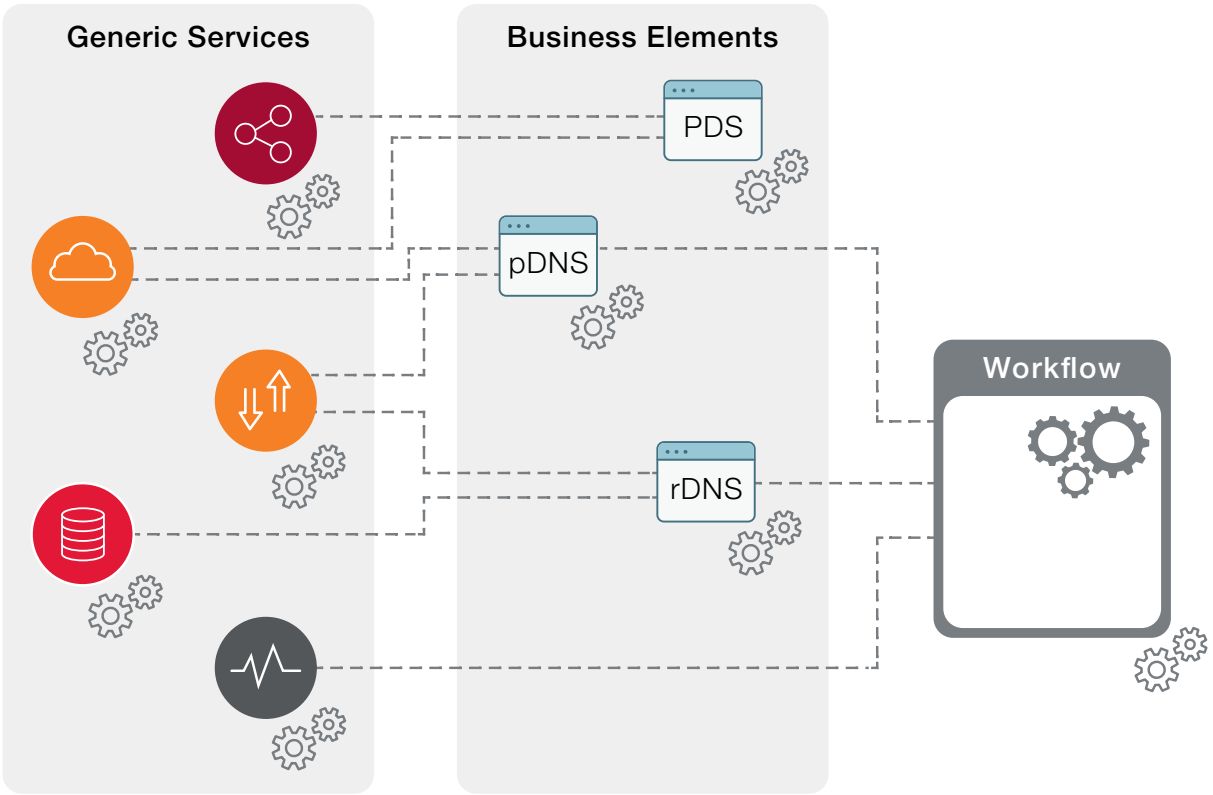 Generic Services
Business Elements
PDS
pDNS
Workflow
rDNS